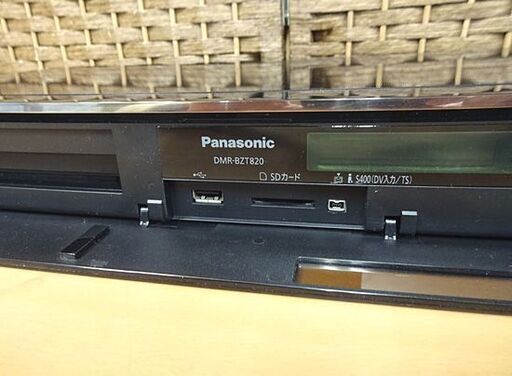 Panasonic
DMR-BZT820
SDカード
i S400(DV入力/TS)